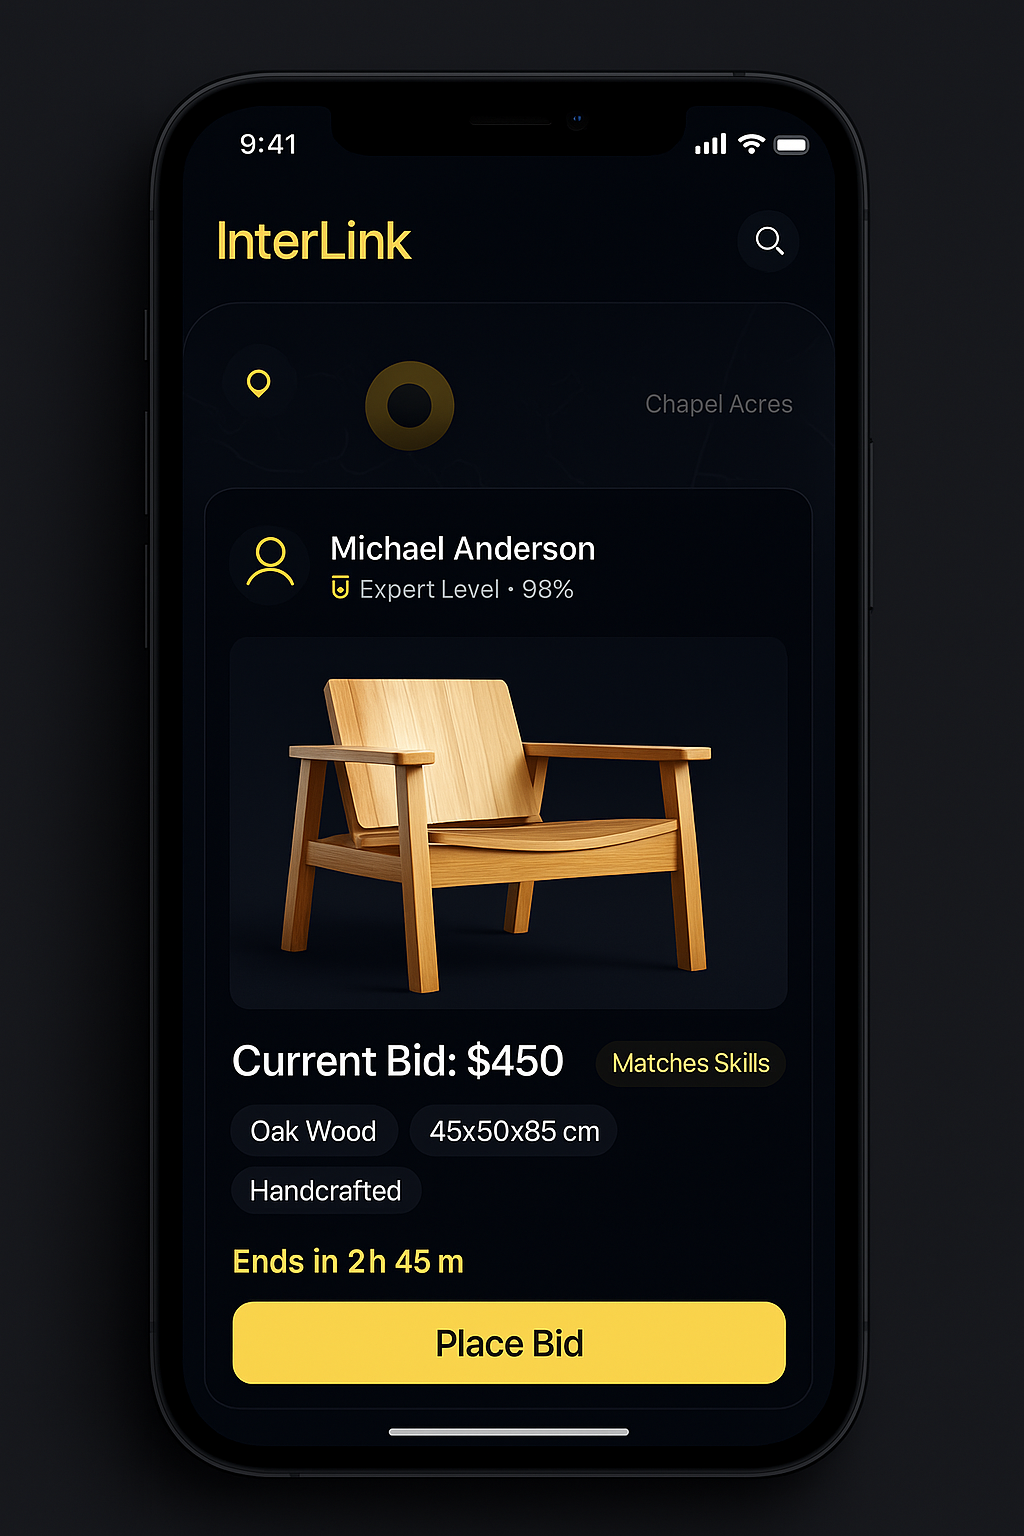 9:41
InterLink
Chapel Acres
Michael Anderson
Expert Level • 98%
Current Bid: $450
Matches Skills
Oak Wood
45x50x85 cm
Handcrafted
Ends in 2h 45 m
Place Bid